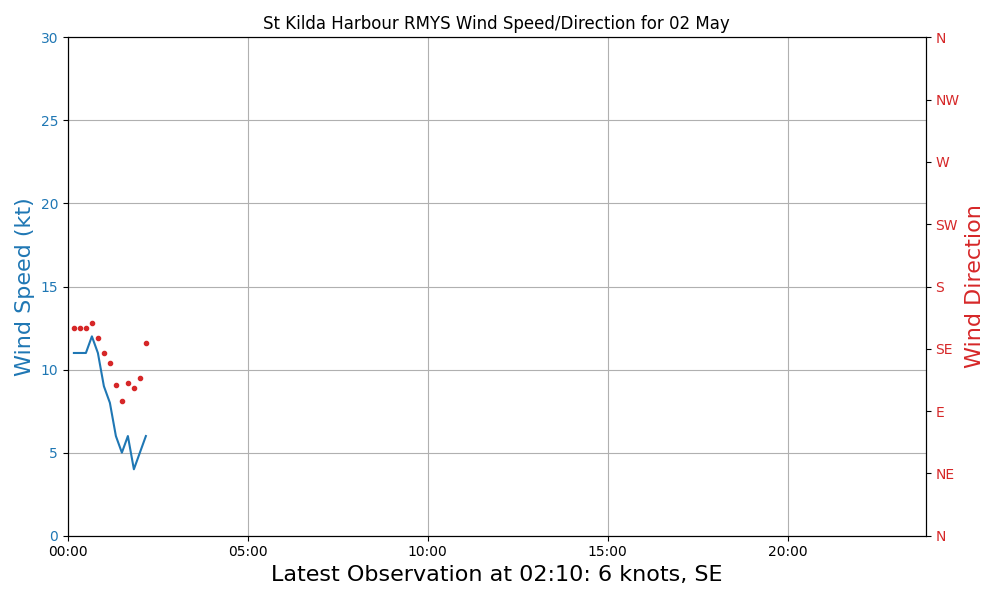 St Kilda Harbour RMYS Wind Speed/Direction for 02 May
30
25
20
15
10
5
0
Wind Speed (kt)
N
NW
W
SW
S
SE
E
NE
N
Wind Direction
00:00
05:00
10:00
15:00
20:00
Latest Observation at 02:10: 6 knots, SE